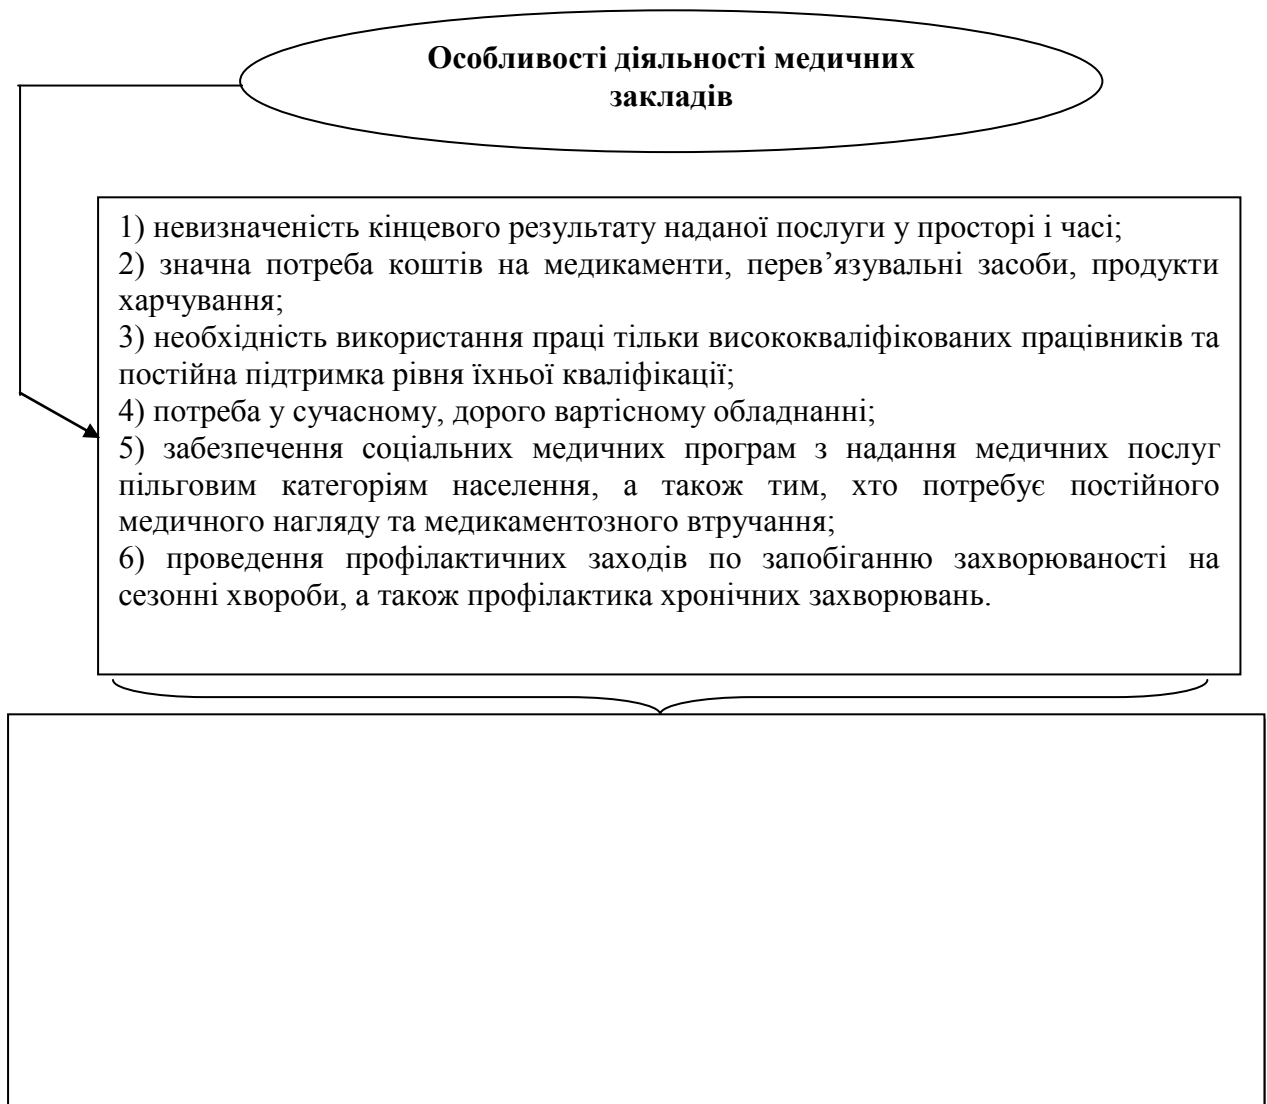 Особливості діяльності медичних
закладів
1) невизначеність кінцевого результату наданої послуги у просторі і часі;
2) значна потреба коштів на медикаменти, перев’язувальні засоби, продукти
харчування;
3) необхідність використання праці тільки висококваліфікованих працівників та
постійна підтримка рівня їхньої кваліфікації;
4) потреба у сучасному, дорого вартісному обладнанні;
5) забезпечення соціальних медичних програм з надання медичних послуг
пільговим категоріям населення, а також тим, хто потребує постійного
медичного нагляду та медикаментозного втручання;
6) проведення профілактичних заходів по запобіганню захворюваності на
сезонні хвороби, а також профілактика хронічних захворювань.